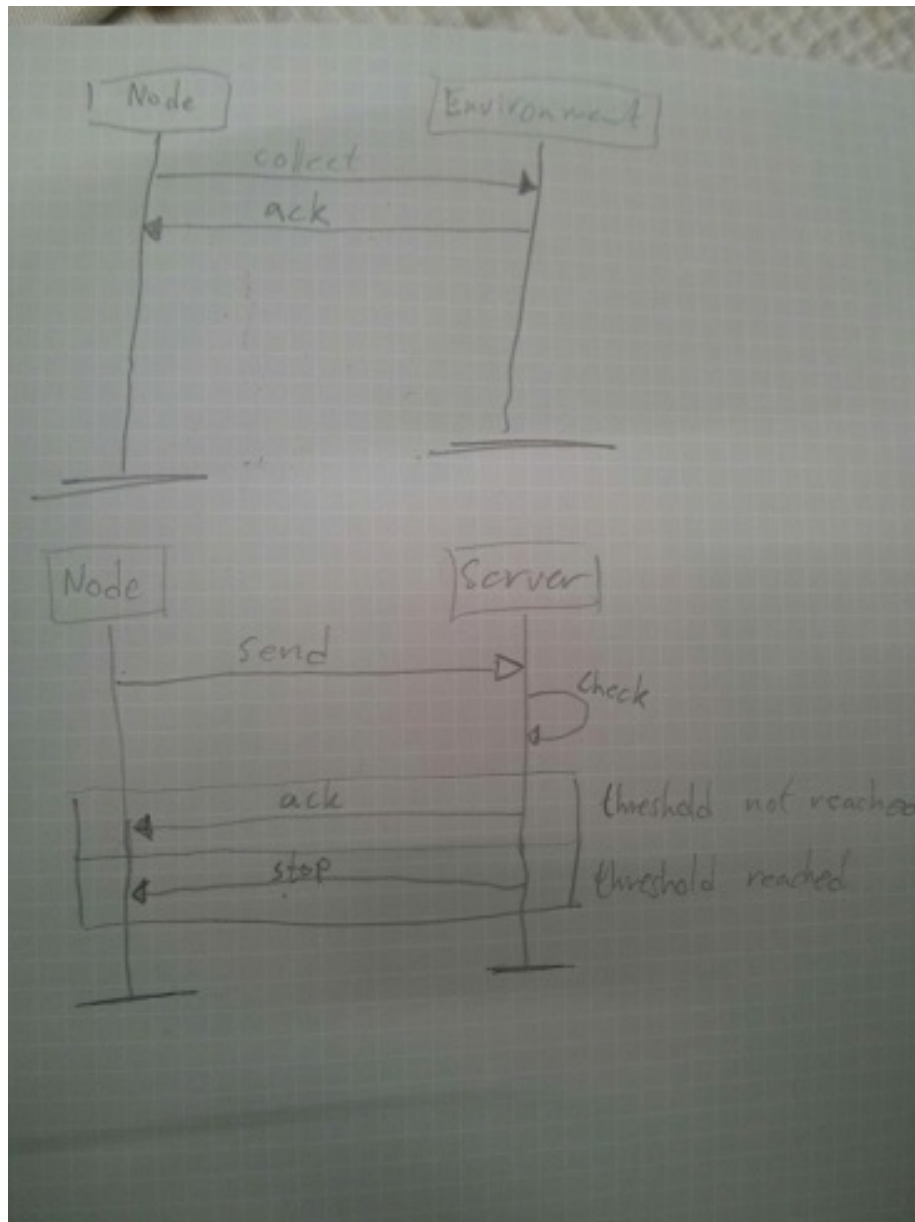 Node
Environment
collect
ack
Node
Server
send
check
ack
threshold not reached
stop
threshold reached